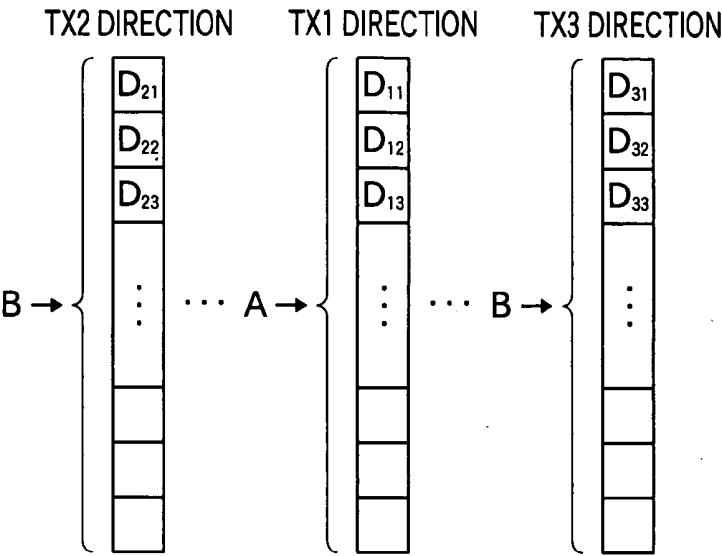 TX2 DIRECTION TX1 DIRECTION TX3 DIRECTION
D21 D11 D31
D22 D12 D32
D23 D13 D33
B → ⋮ ··· A → ⋮ ··· B → ⋮